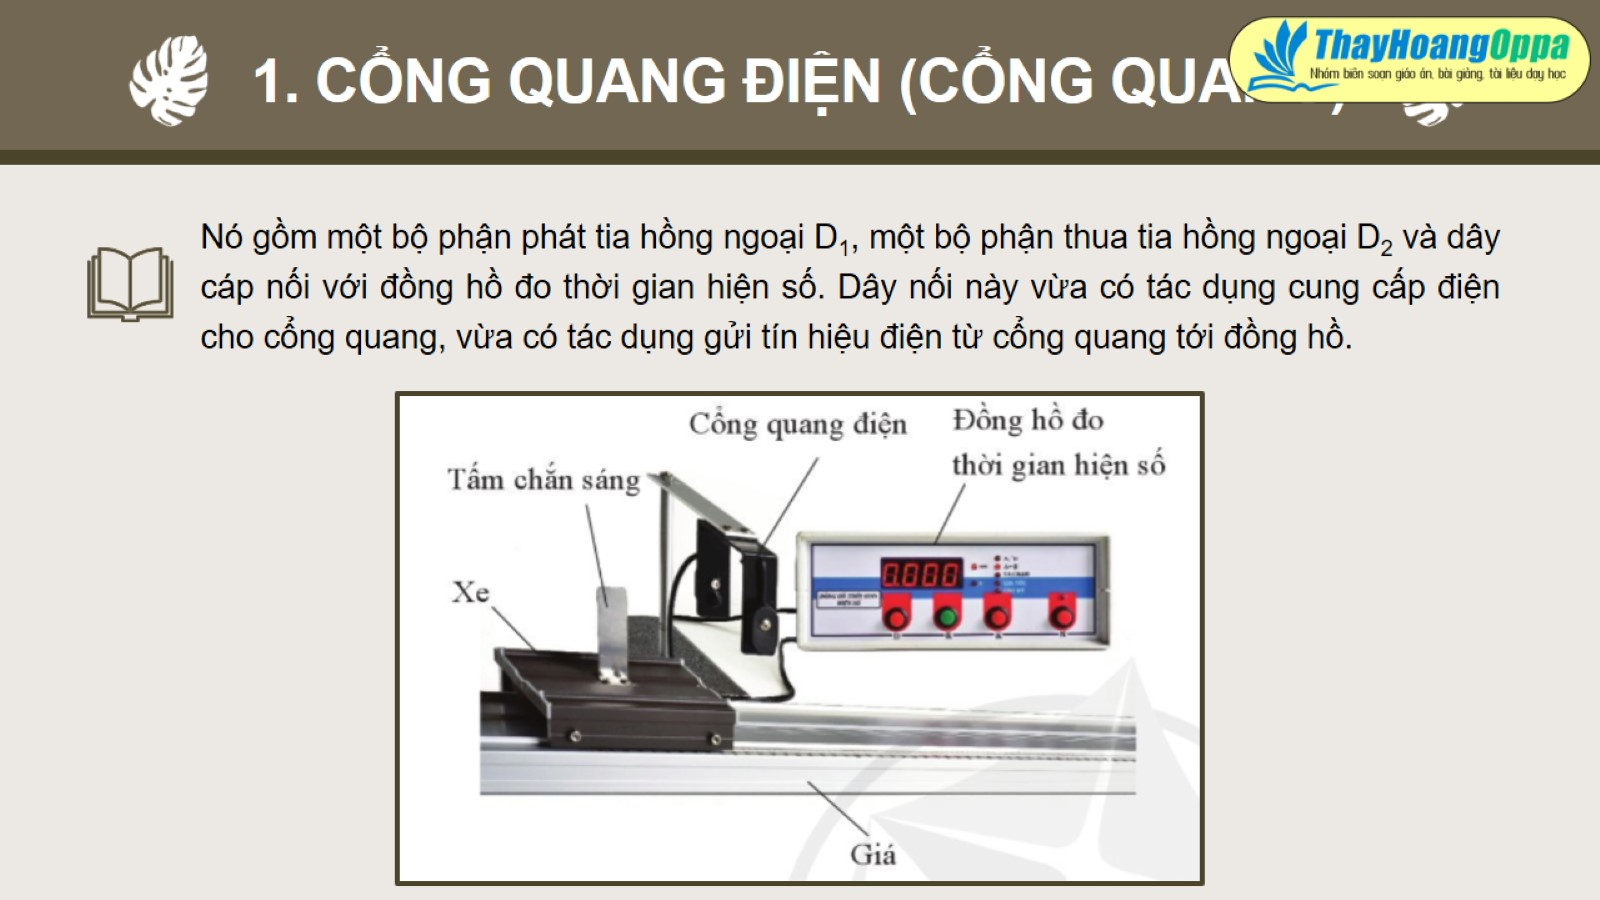 1. CỔNG QUANG ĐIỆN (CỔNG
ThayHoangOppa
Nhóm biên soạn giáo án, bài giảng, tài liệu dạy học
Nó gồm một bộ phận phát tia hồng ngoại D1, một bộ phận thua tia hồng ngoại D2 và dây
cáp nối với đồng hồ đo thời gian hiện số. Dây nối này vừa có tác dụng cung cấp điện
cho cổng quang, vừa có tác dụng gửi tín hiệu điện từ cổng quang tới đồng hồ.
Cổng quang điện
Đồng hồ đo
thời gian hiện số
Tấm chắn sáng
Xe
0.000
Giá